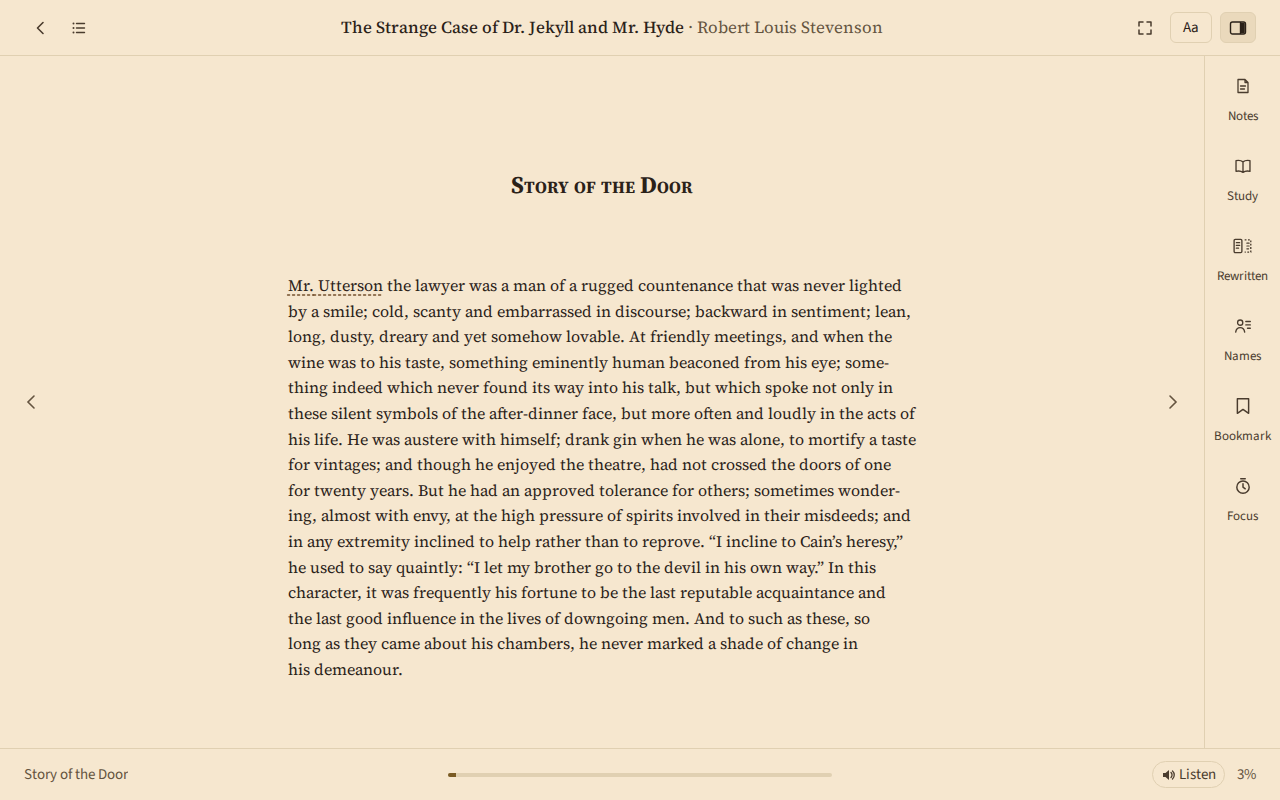 The Strange Case of Dr. Jekyll and Mr. Hyde · Robert Louis Stevenson
Aa
Notes
Study
Rewritten
Names
Bookmark
Focus
Story of the Door
Mr. Utterson the lawyer was a man of a rugged countenance that was never lighted
by a smile; cold, scanty and embarrassed in discourse; backward in sentiment; lean,
long, dusty, dreary and yet somehow lovable. At friendly meetings, and when the
wine was to his taste, something eminently human beaconed from his eye; some-
thing indeed which never found its way into his talk, but which spoke not only in
these silent symbols of the after-dinner face, but more often and loudly in the acts of
his life. He was austere with himself; drank gin when he was alone, to mortify a taste
for vintages; and though he enjoyed the theatre, had not crossed the doors of one
for twenty years. But he had an approved tolerance for others; sometimes wonder-
ing, almost with envy, at the high pressure of spirits involved in their misdeeds; and
in any extremity inclined to help rather than to reprove. “I incline to Cain’s heresy,”
he used to say quaintly: “I let my brother go to the devil in his own way.” In this
character, it was frequently his fortune to be the last reputable acquaintance and
the last good influence in the lives of downgoing men. And to such as these, so
long as they came about his chambers, he never marked a shade of change in
his demeanour.
Story of the Door
Listen
3%